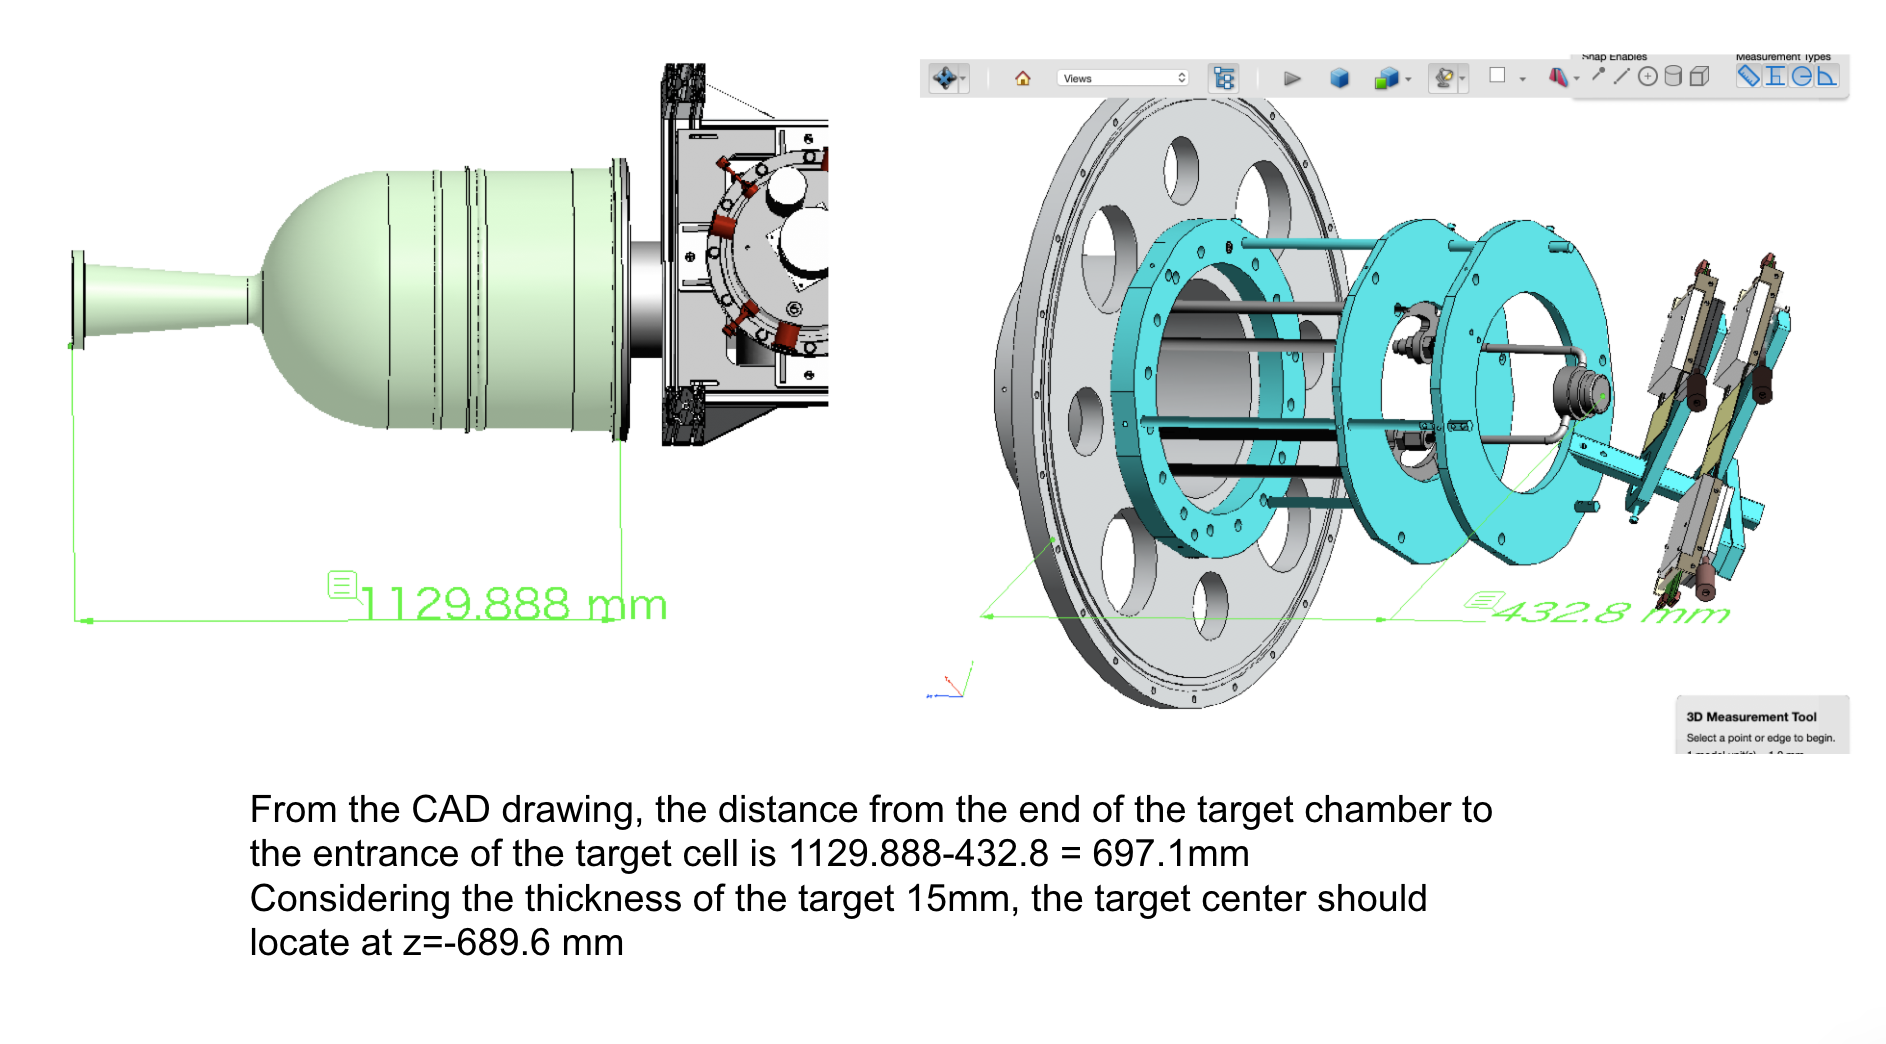 Snap Enables
Measurement Types
Views
1129.888 mm
432.8 mm
3D Measurement Tool
Select a point or edge to begin.
From the CAD drawing, the distance from the end of the target chamber to
the entrance of the target cell is 1129.888-432.8 = 697.1mm
Considering the thickness of the target 15mm, the target center should
locate at z=-689.6 mm